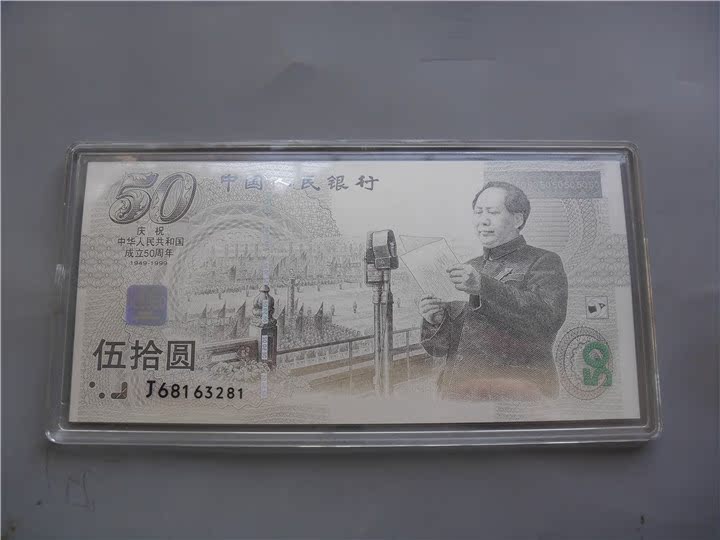 50 中国人民银行
庆祝
中华人民共和国
成立50周年
1949-1999
伍拾圆
J68163281
50